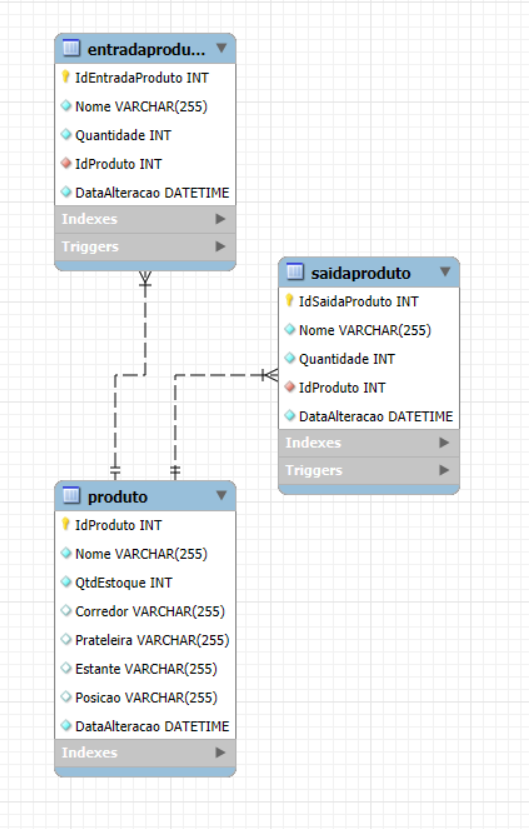 entradaprodu...
IdEntradaProduto INT
Nome VARCHAR(255)
Quantidade INT
IdProduto INT
DataAlteracao DATETIME
Indexes
Triggers
saidaproduto
IdSaidaProduto INT
Nome VARCHAR(255)
Quantidade INT
IdProduto INT
DataAlteracao DATETIME
Indexes
Triggers
produto
IdProduto INT
Nome VARCHAR(255)
QtdEstoque INT
Corredor VARCHAR(255)
Prateleira VARCHAR(255)
Estante VARCHAR(255)
Posicao VARCHAR(255)
DataAlteracao DATETIME
Indexes